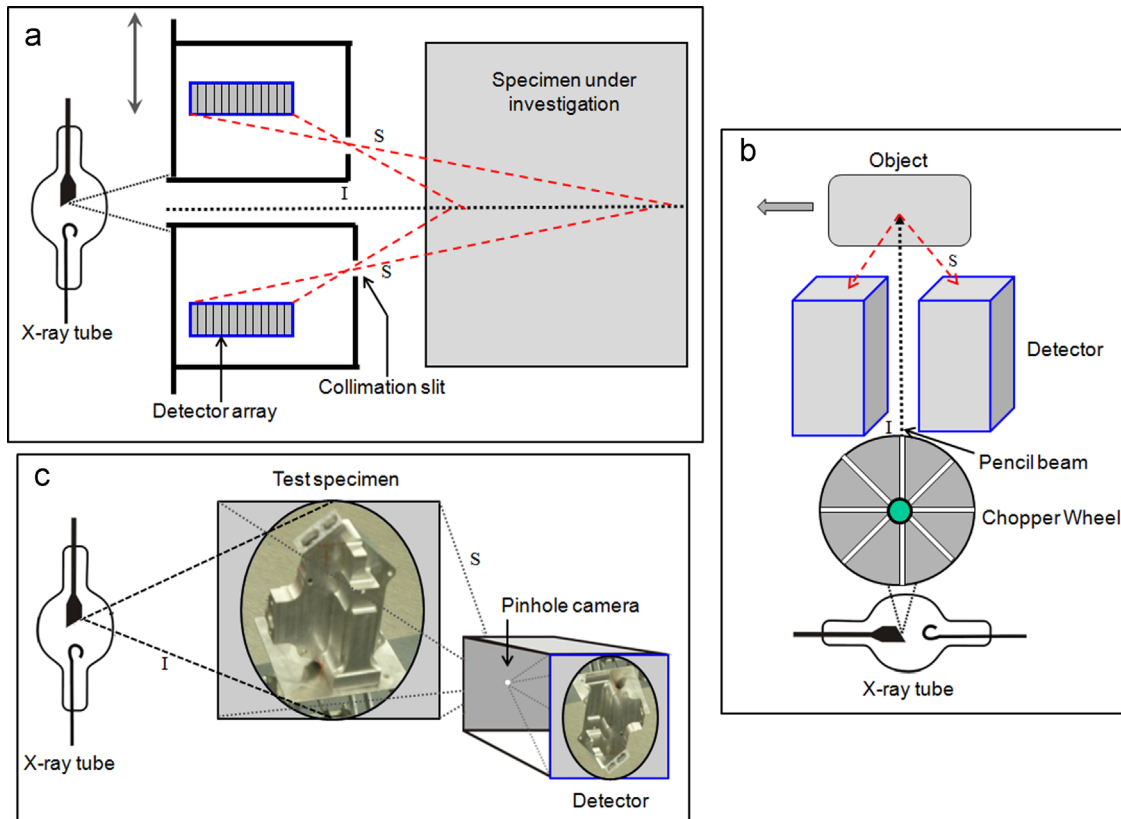 a
Specimen under
investigation
S
I
S
X-ray tube
Collimation slit
Detector array
b
Object
S
Detector
I
Pencil beam
Chopper Wheel
X-ray tube
c
Test specimen
S
Pinhole camera
I
X-ray tube
Detector